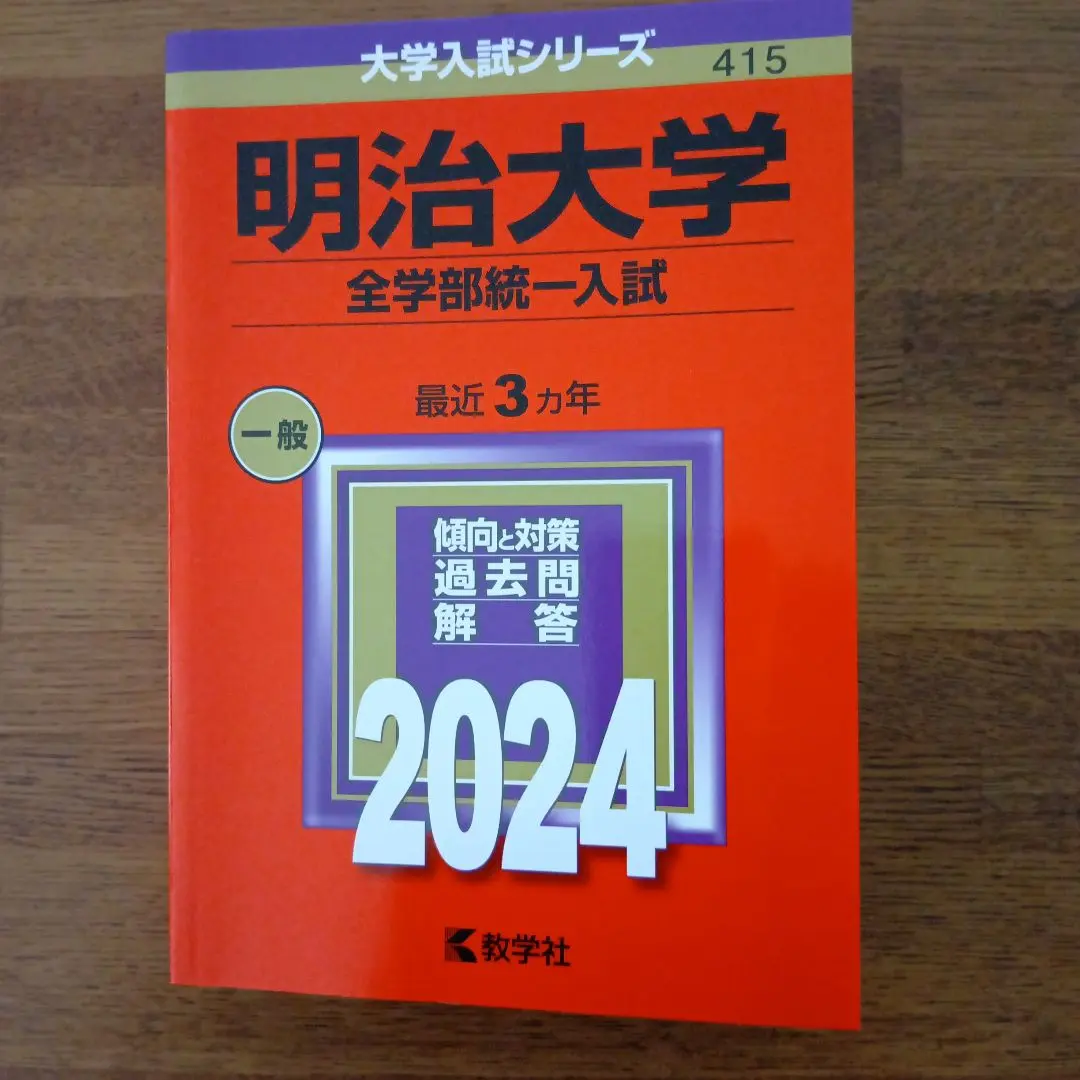 大学入試シリーズ
415
明治大学
全学部統一入試
最近3ヵ年
一般
傾向と対策
過去問
解答
2024
教学社